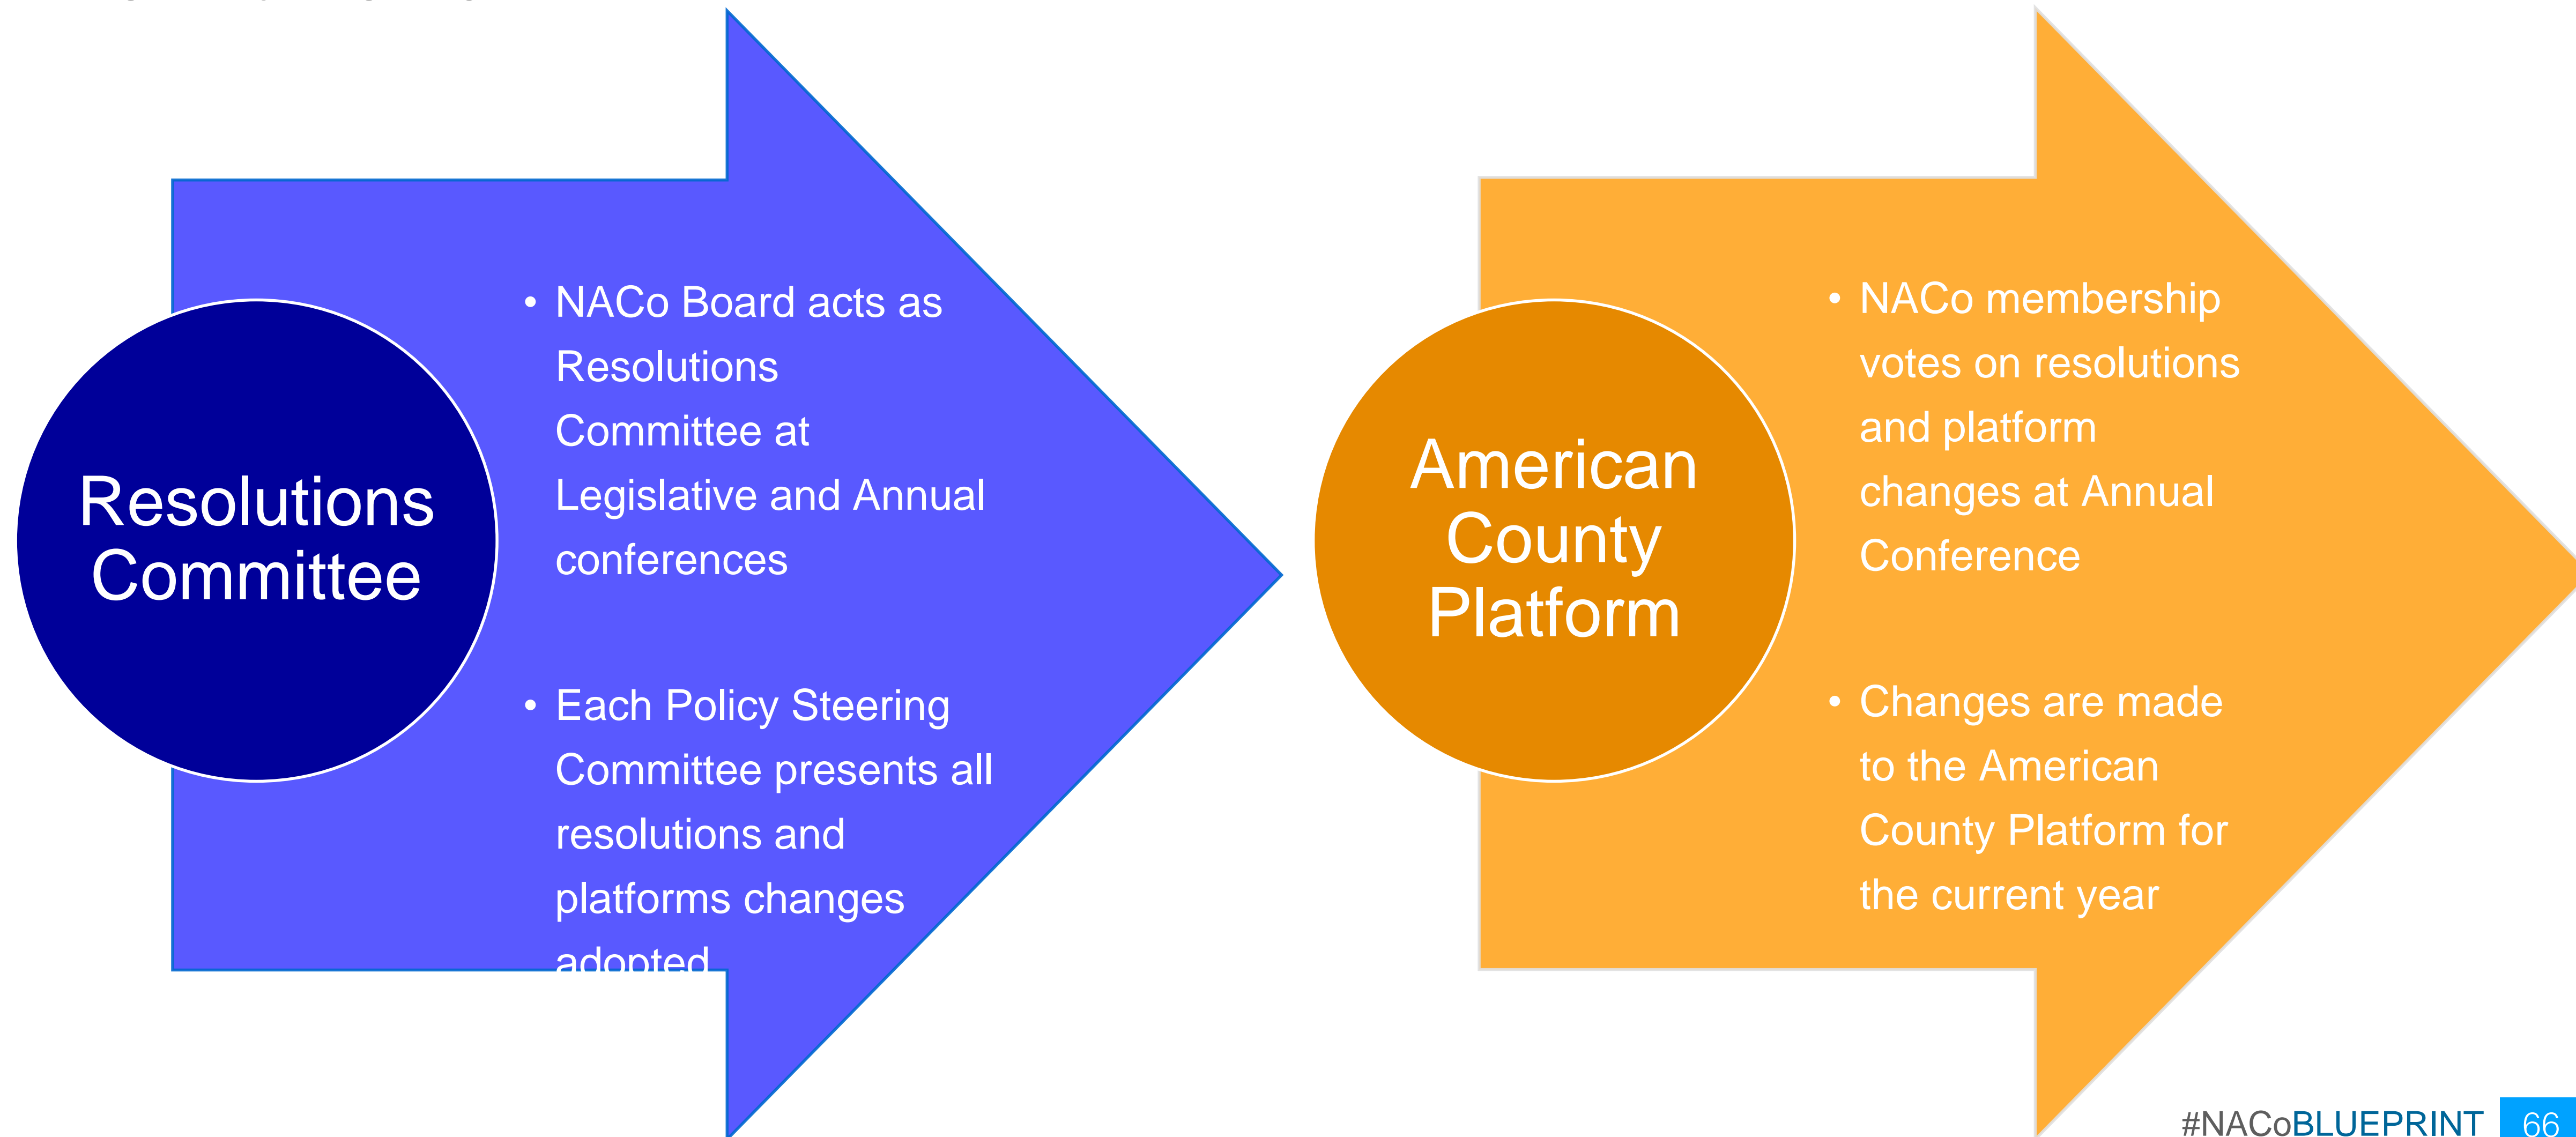 Resolutions
Committee
• NACo Board acts as
Resolutions
Committee at
Legislative and Annual
conferences
• Each Policy Steering
Committee presents all
resolutions and
platforms changes
adopted
American
County
Platform
• NACo membership
votes on resolutions
and platform
changes at Annual
Conference
• Changes are made
to the American
County Platform for
the current year
#NACoBLUEPRINT 66